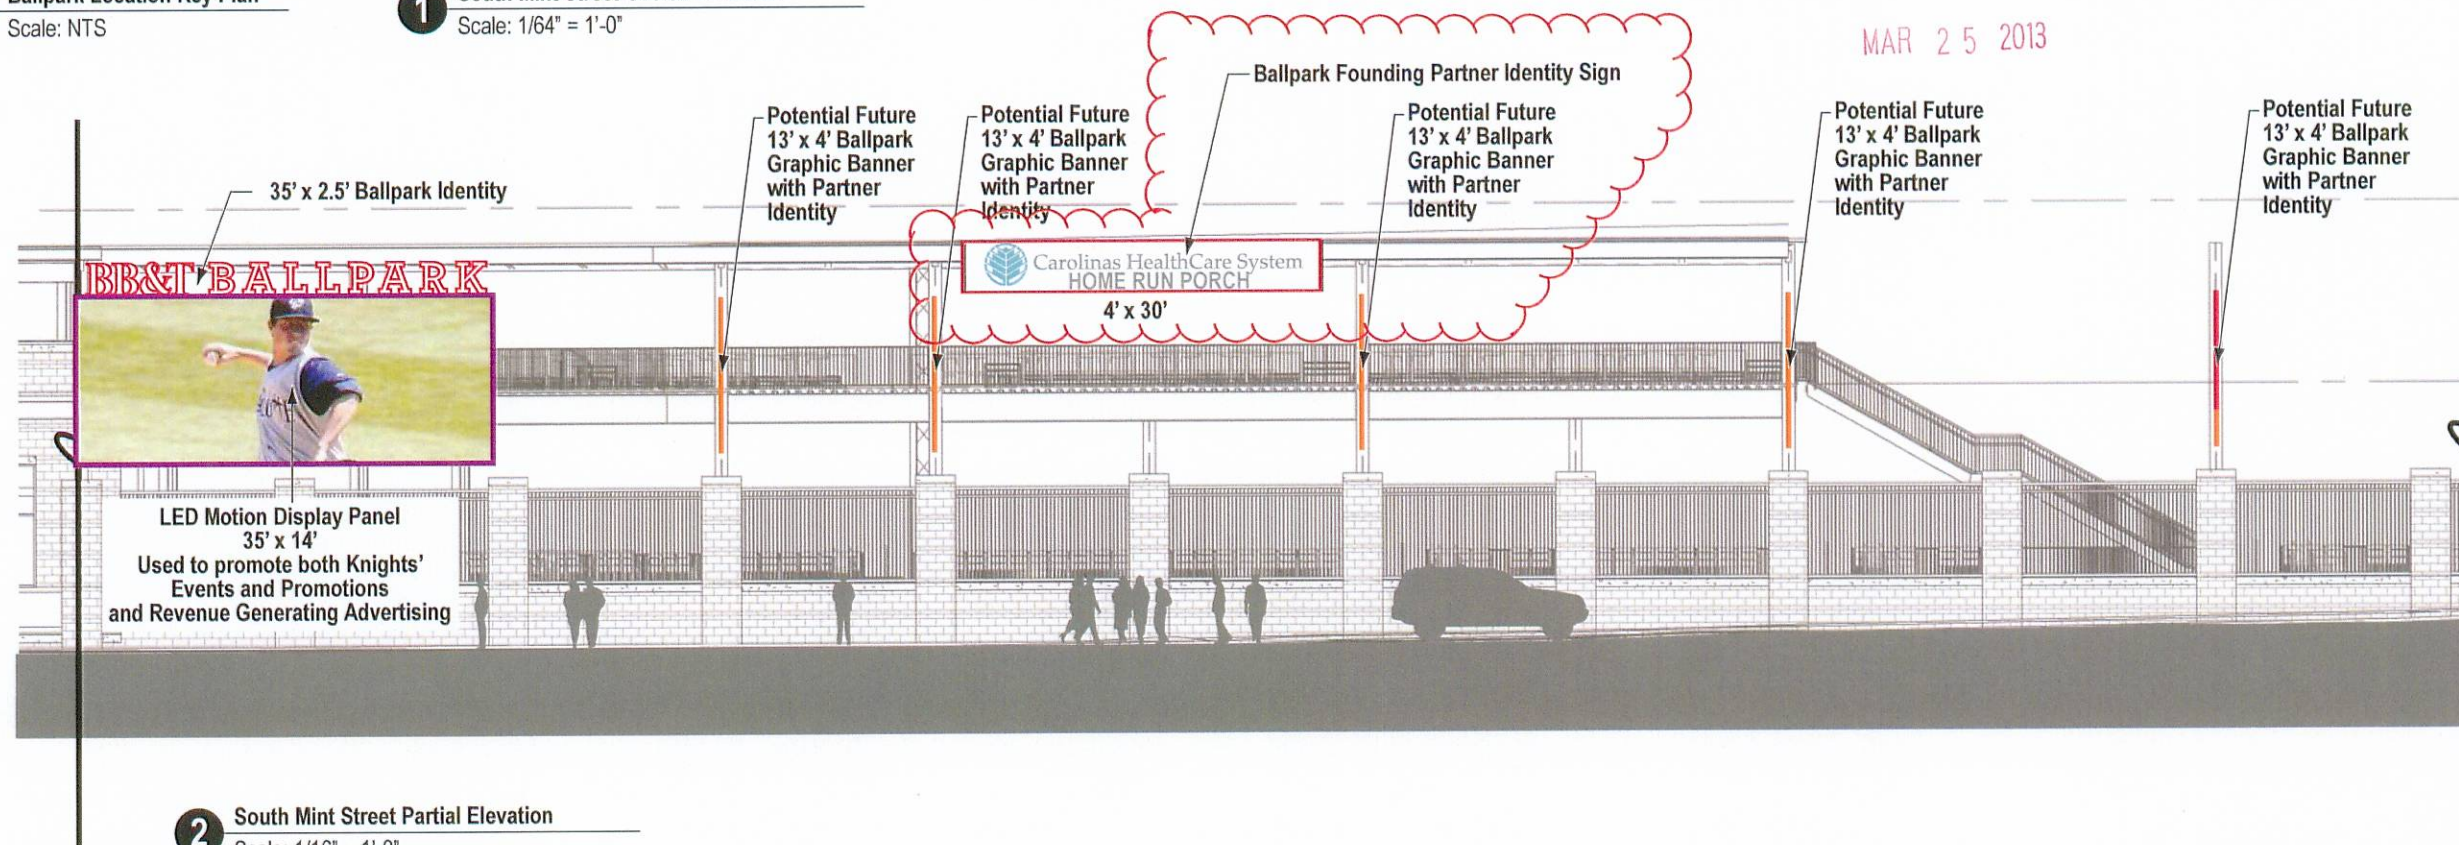 Scale: NTS
1
Scale: 1/64" = 1'-0"
MAR 25 2013
Ballpark Founding Partner Identity Sign
Potential Future
13' x 4' Ballpark
Graphic Banner
with Partner
Identity
Potential Future
13' x 4' Ballpark
Graphic Banner
with Partner
Identity
Potential Future
13' x 4' Ballpark
Graphic Banner
with Partner
Identity
Potential Future
13' x 4' Ballpark
Graphic Banner
with Partner
Identity
Potential Future
13' x 4' Ballpark
Graphic Banner
with Partner
Identity
35' x 2.5' Ballpark Identity
BB&T BALLPARK
Carolinas HealthCare System
HOME RUN PORCH
4' x 30'
LED Motion Display Panel
35' x 14'
Used to promote both Knights'
Events and Promotions
and Revenue Generating Advertising
2
South Mint Street Partial Elevation